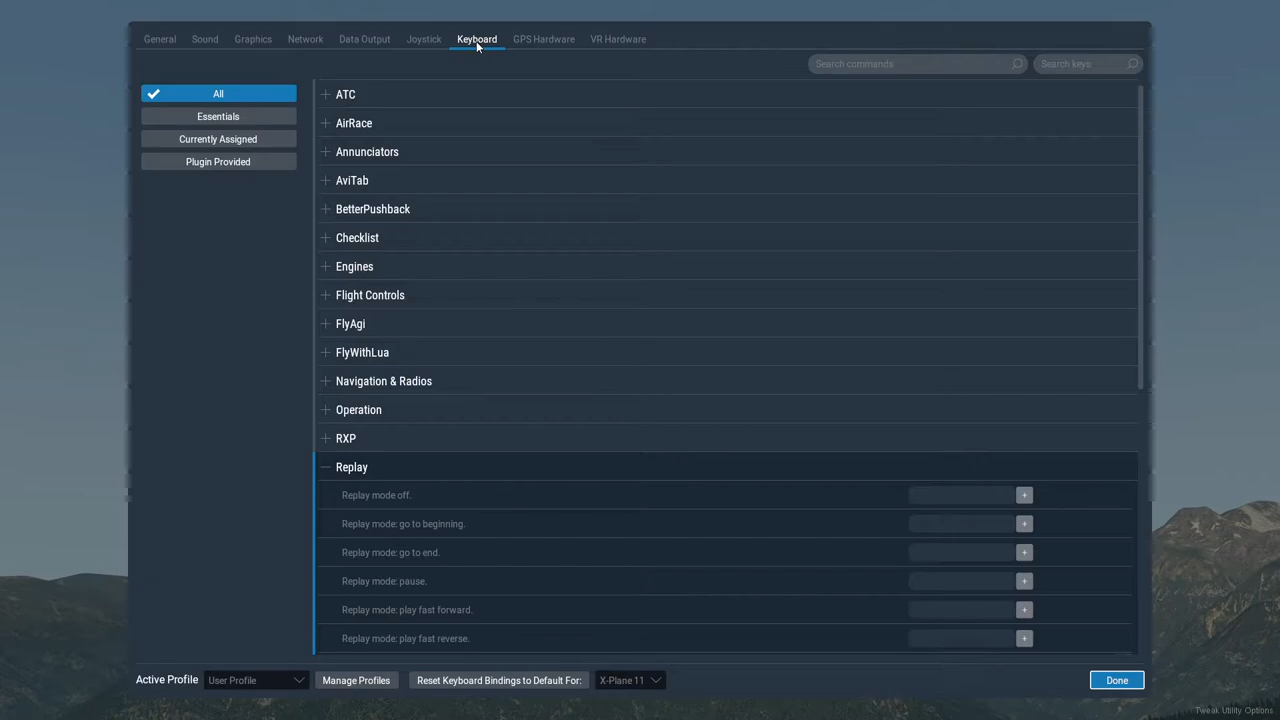 General Sound Graphics Network Data Output Joystick Keyboard GPS Hardware VR Hardware
Search commands Search keys
All
Essentials
Currently Assigned
Plugin Provided
ATC
AirRace
Annunciators
AviTab
BetterPushback
Checklist
Engines
Flight Controls
FlyAgi
FlyWithLua
Navigation & Radios
Operation
RXP
Replay
Replay mode off. +
Replay mode: go to beginning. +
Replay mode: go to end. +
Replay mode: pause. +
Replay mode: play fast forward. +
Replay mode: play fast reverse. +
Active Profile User Profile Manage Profiles Reset Keyboard Bindings to Default For: X-Plane 11 Done
Tweak Utility Options